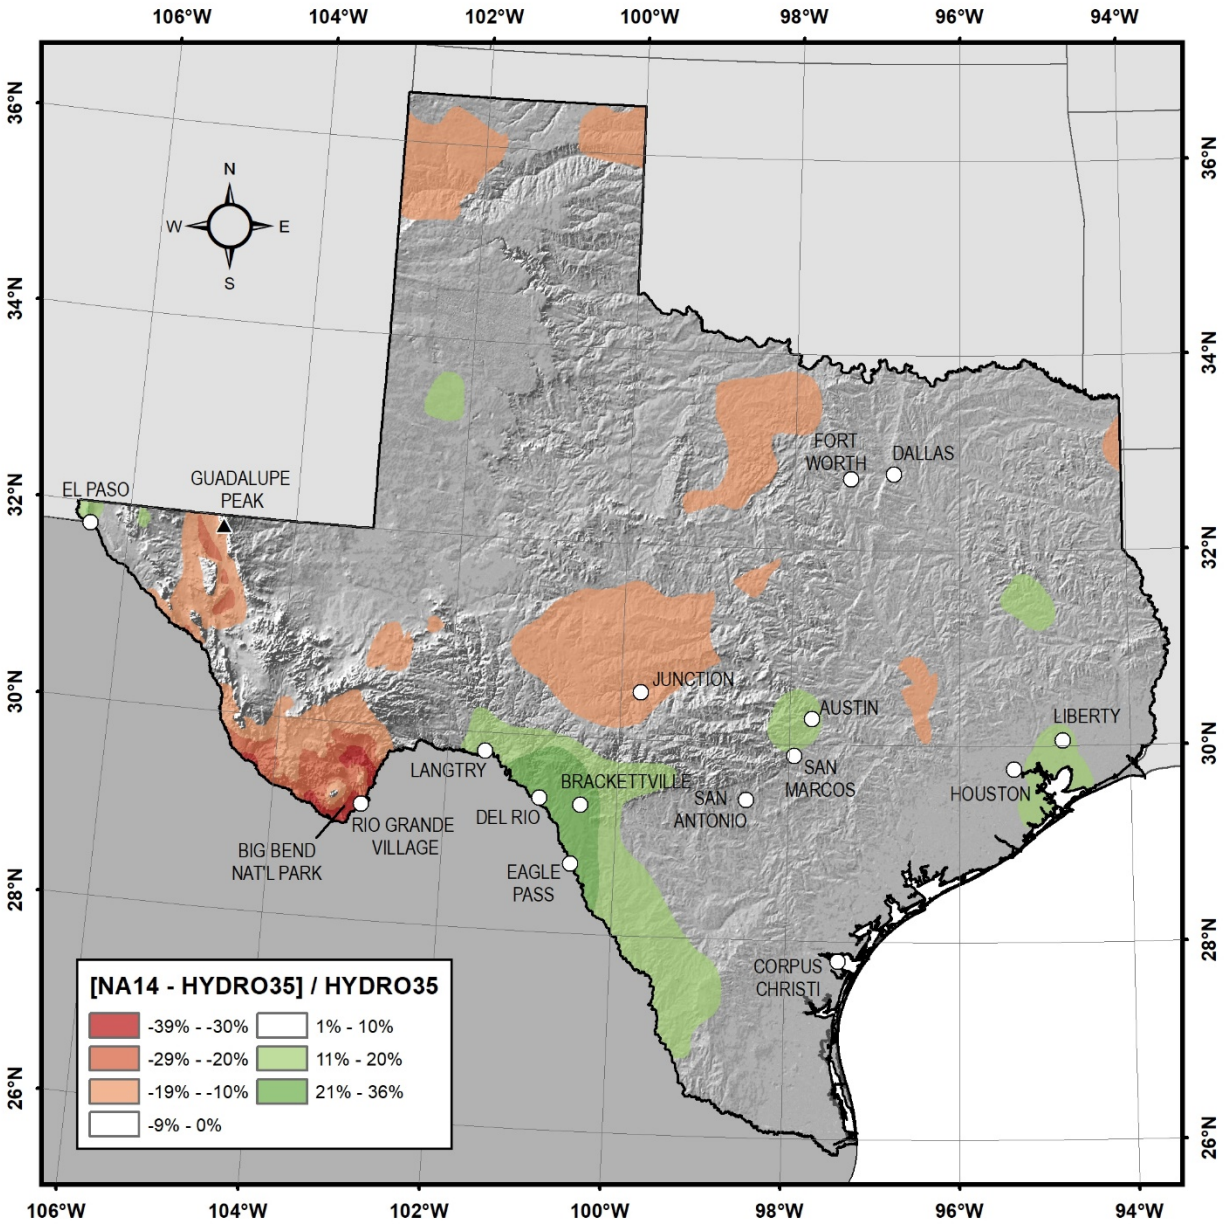 106°W 104°W 102°W 100°W 98°W 96°W 94°W
36°N
36°N
N
W E
S
34°N
34°N
FORT
WORTH
DALLAS
GUADALUPE
PEAK
EL PASO
32°N
32°N
JUNCTION
30°N
AUSTIN
LIBERTY
30°N
LANGTRY
BRACKETTVILLE
SAN
MARCOS
HOUSTON
SAN
ANTONIO
DEL RIO
RIO GRANDE
VILLAGE
BIG BEND
NAT'L PARK
EAGLE
PASS
28°N
28°N
CORPUS
CHRISTI
[NA14 - HYDRO35] / HYDRO35
-39% - -30% 1% - 10%
-29% - -20% 11% - 20%
-19% - -10% 21% - 36%
-9% - 0%
26°N
26°N
106°W 104°W 102°W 100°W 98°W 96°W 94°W